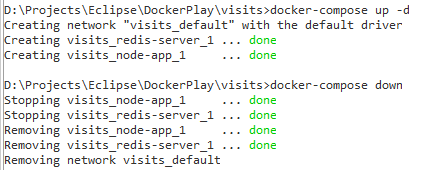 D:\Projects\Eclipse\DockerPlay\visits>docker-compose up -d
Creating network "visits_default" with the default driver
Creating visits_redis-server_1 ... done
Creating visits_node-app_1     ... done
D:\Projects\Eclipse\DockerPlay\visits>docker-compose down
Stopping visits_node-app_1     ... done
Stopping visits_redis-server_1 ... done
Removing visits_node-app_1     ... done
Removing visits_redis-server_1 ... done
Removing network visits_default